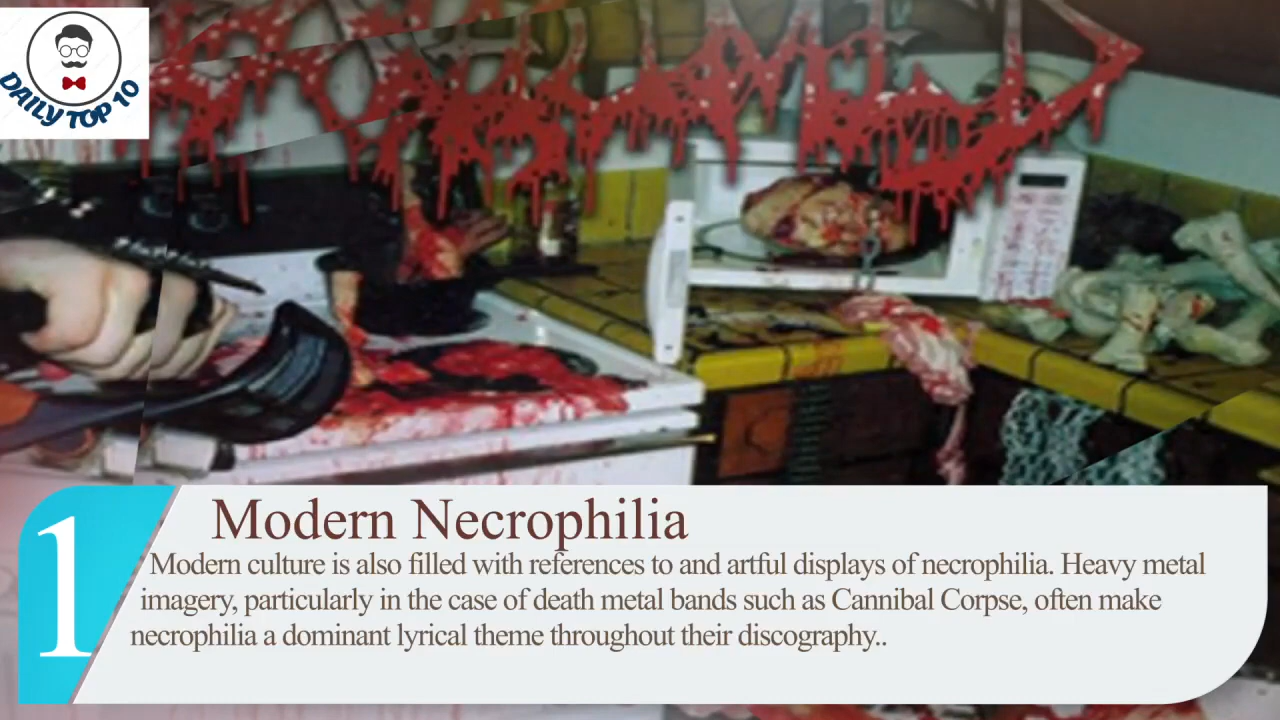 DAILY TOP 10
1
Modern Necrophilia
Modern culture is also filled with references to and artful displays of necrophilia. Heavy metal
imagery, particularly in the case of death metal bands such as Cannibal Corpse, often make
necrophilia a dominant lyrical theme throughout their discography..